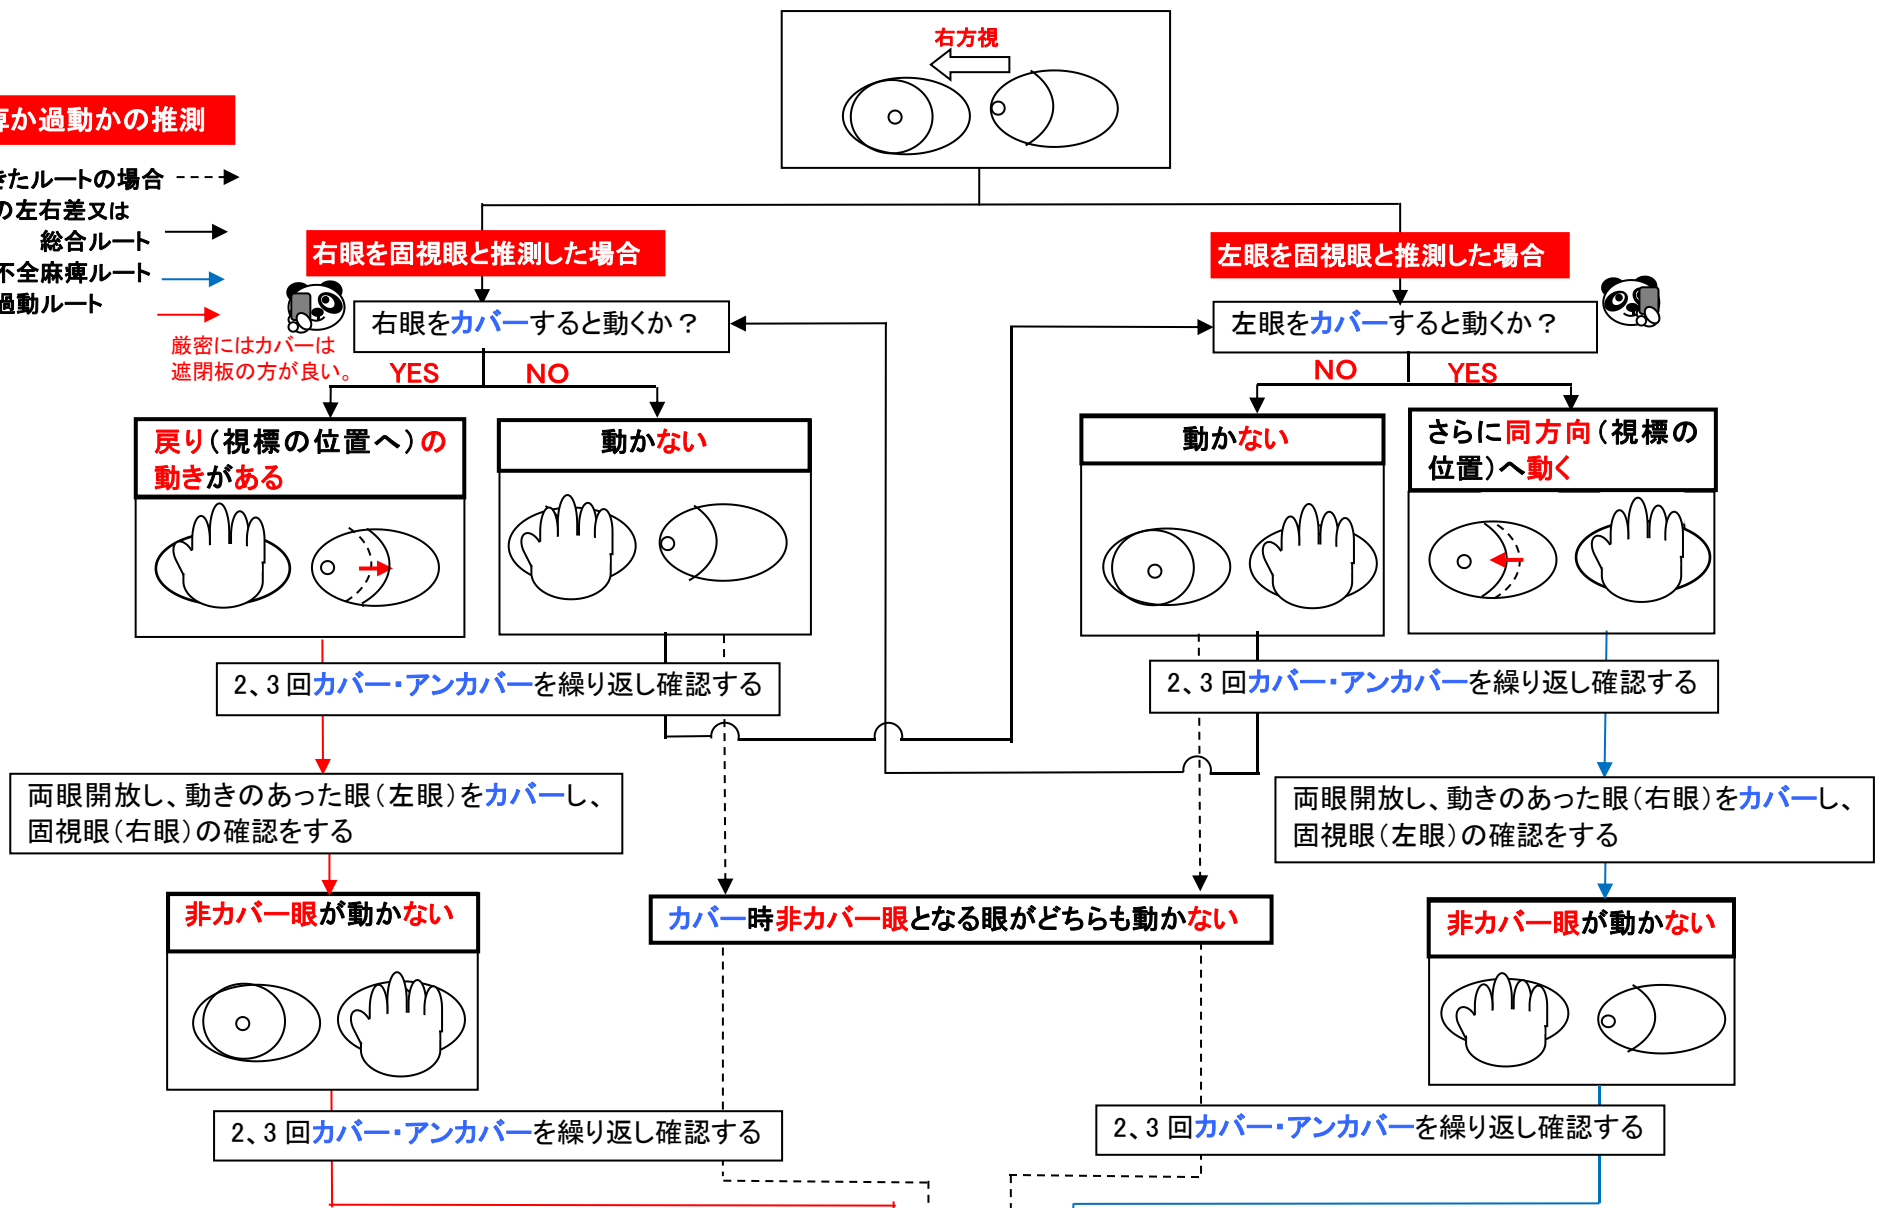 右方視
か過動かの推測
きたルートの場合
の左右差又は
総合ルート
不全麻痺ルート
過動ルート
右眼を固視眼と推測した場合
左眼を固視眼と推測した場合
右眼をカバーすると動くか？
左眼をカバーすると動くか？
厳密にはカバーは
遮閉板の方が良い。
YES
NO
NO
YES
戻り（視標の位置へ）の
動きがある
動かない
動かない
さらに同方向（視標の
位置）へ動く
2、3回カバー・アンカバーを繰り返し確認する
2、3回カバー・アンカバーを繰り返し確認する
両眼開放し、動きのあった眼（左眼）をカバーし、
固視眼（右眼）の確認をする
両眼開放し、動きのあった眼（右眼）をカバーし、
固視眼（左眼）の確認をする
非カバー眼が動かない
カバー時非カバー眼となる眼がどちらも動かない
非カバー眼が動かない
2、3回カバー・アンカバーを繰り返し確認する
2、3回カバー・アンカバーを繰り返し確認する